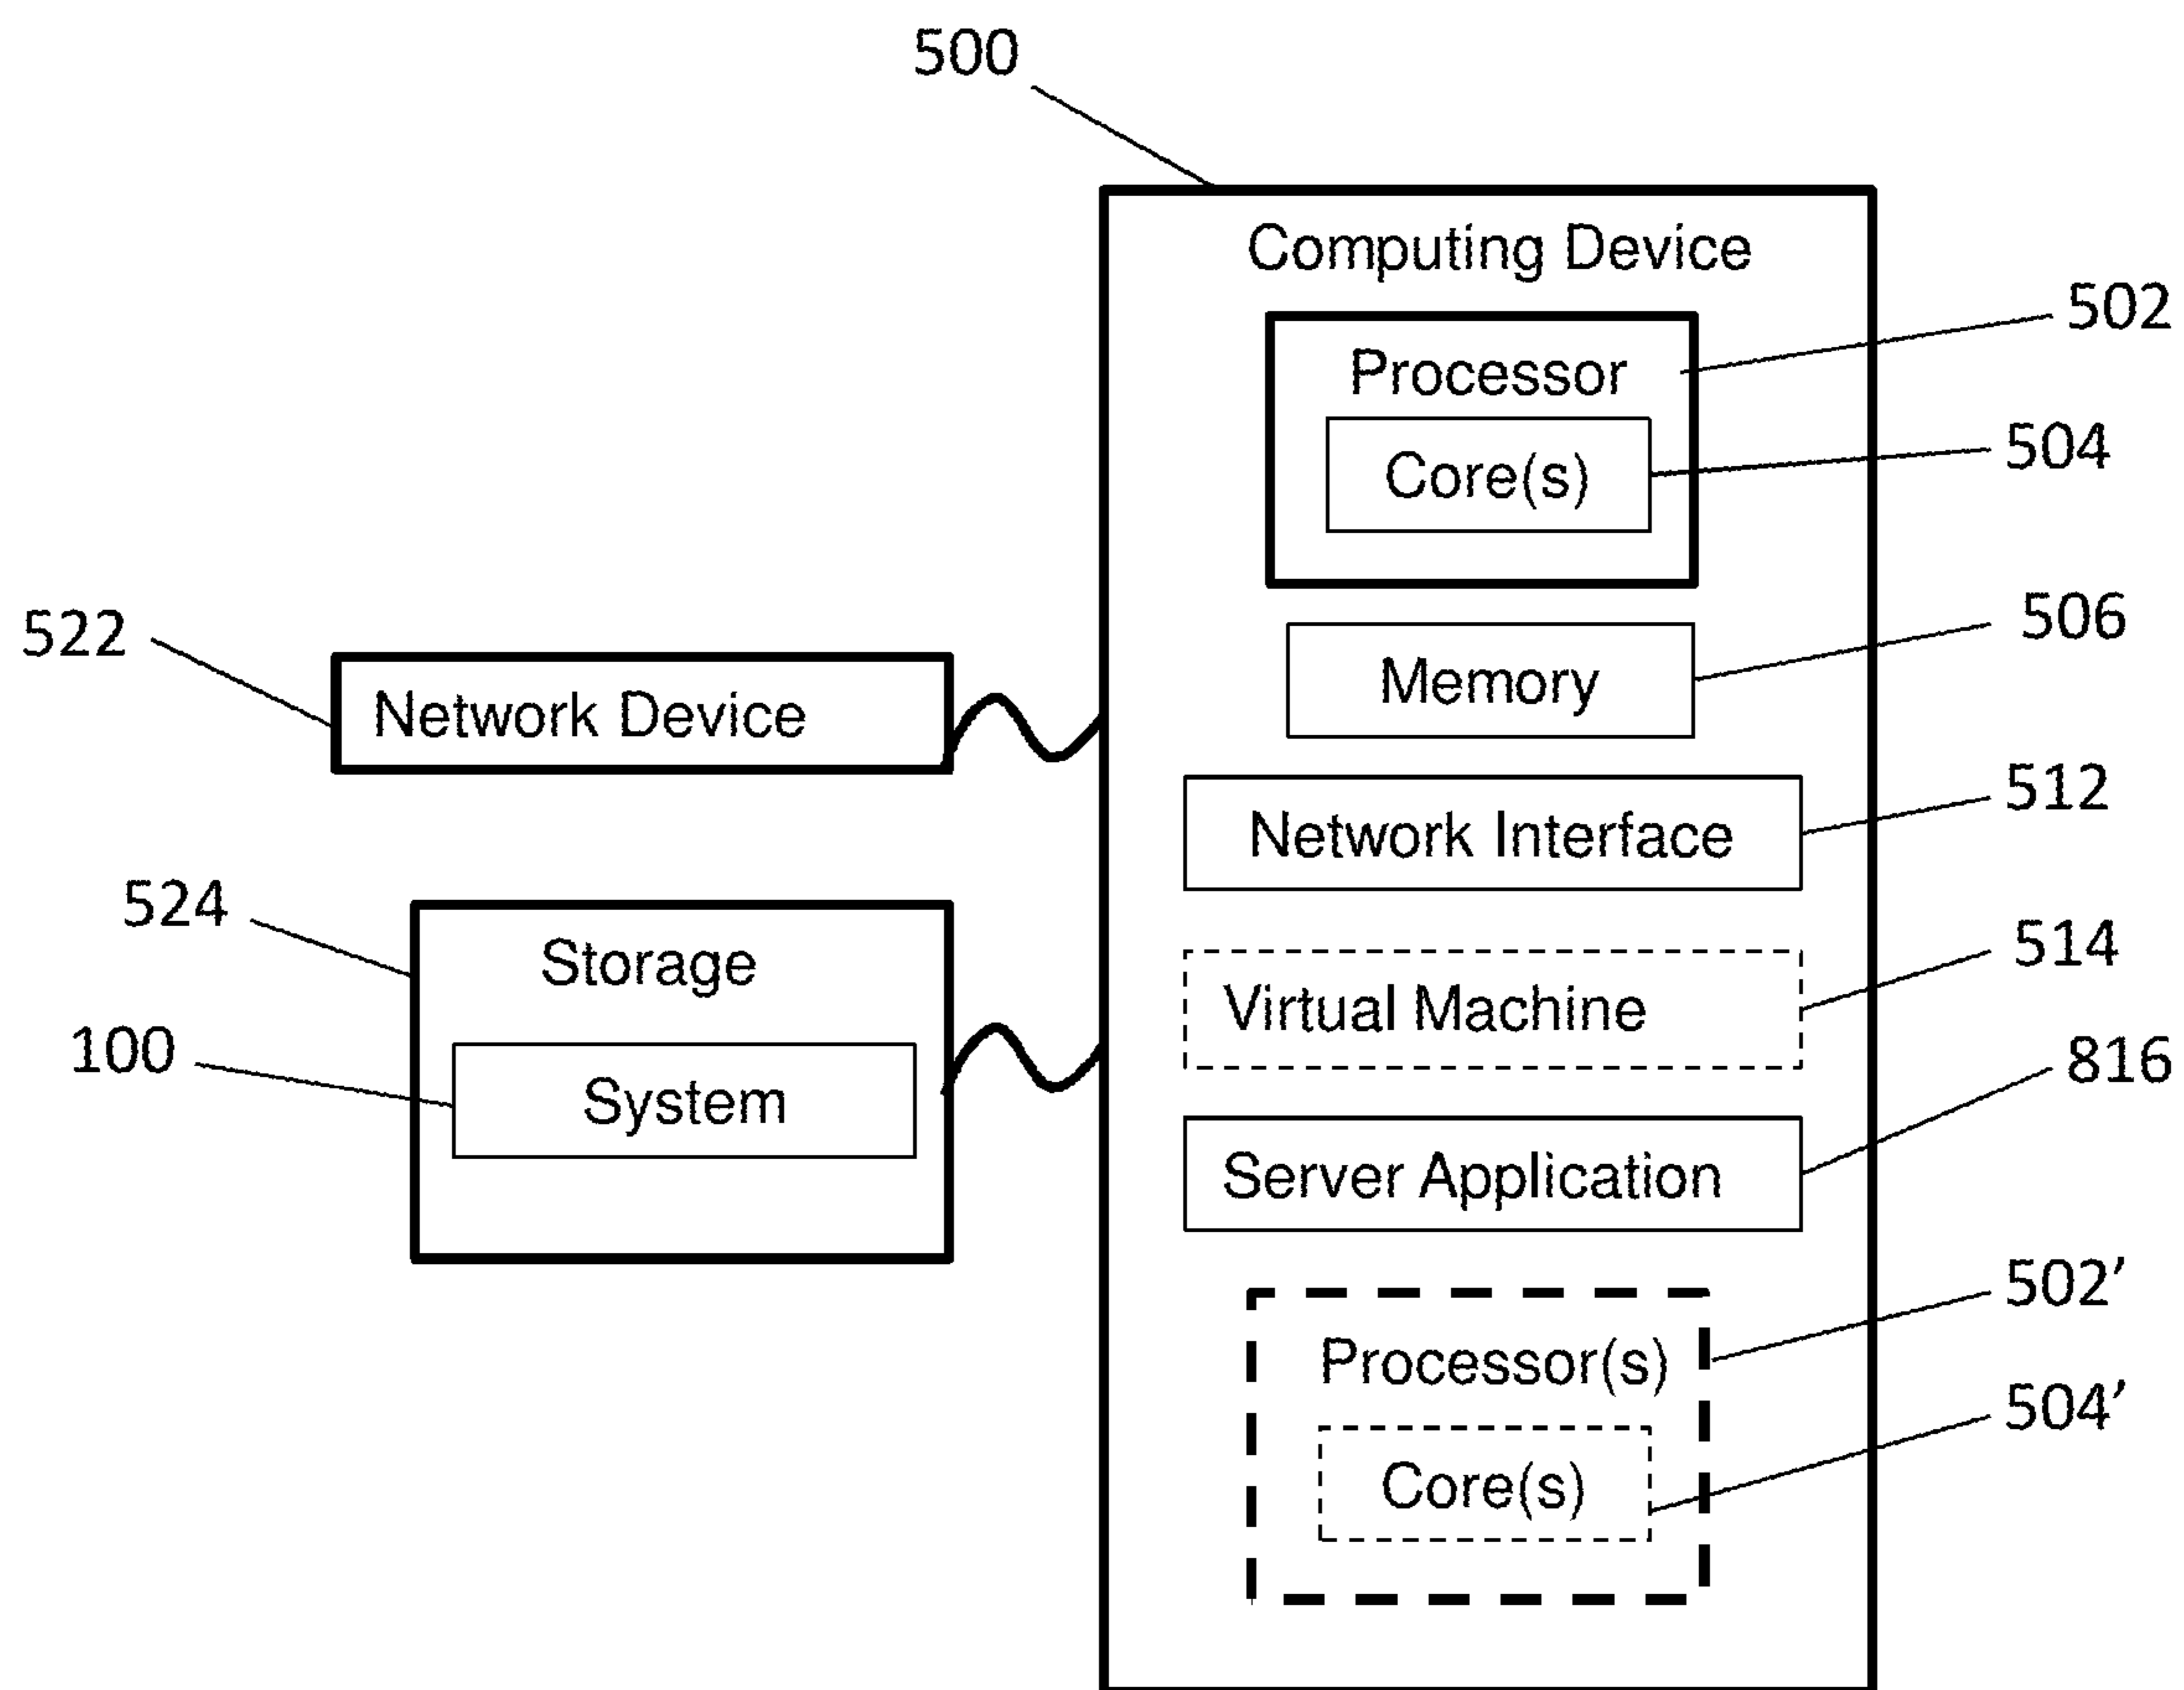 500
Computing Device
502
Processor
504
Core(s)
506
Memory
522
Network Device
512
Network Interface
524
Storage
514
Virtual Machine
100
System
816
Server Application
502’
Processor(s)
504’
Core(s)